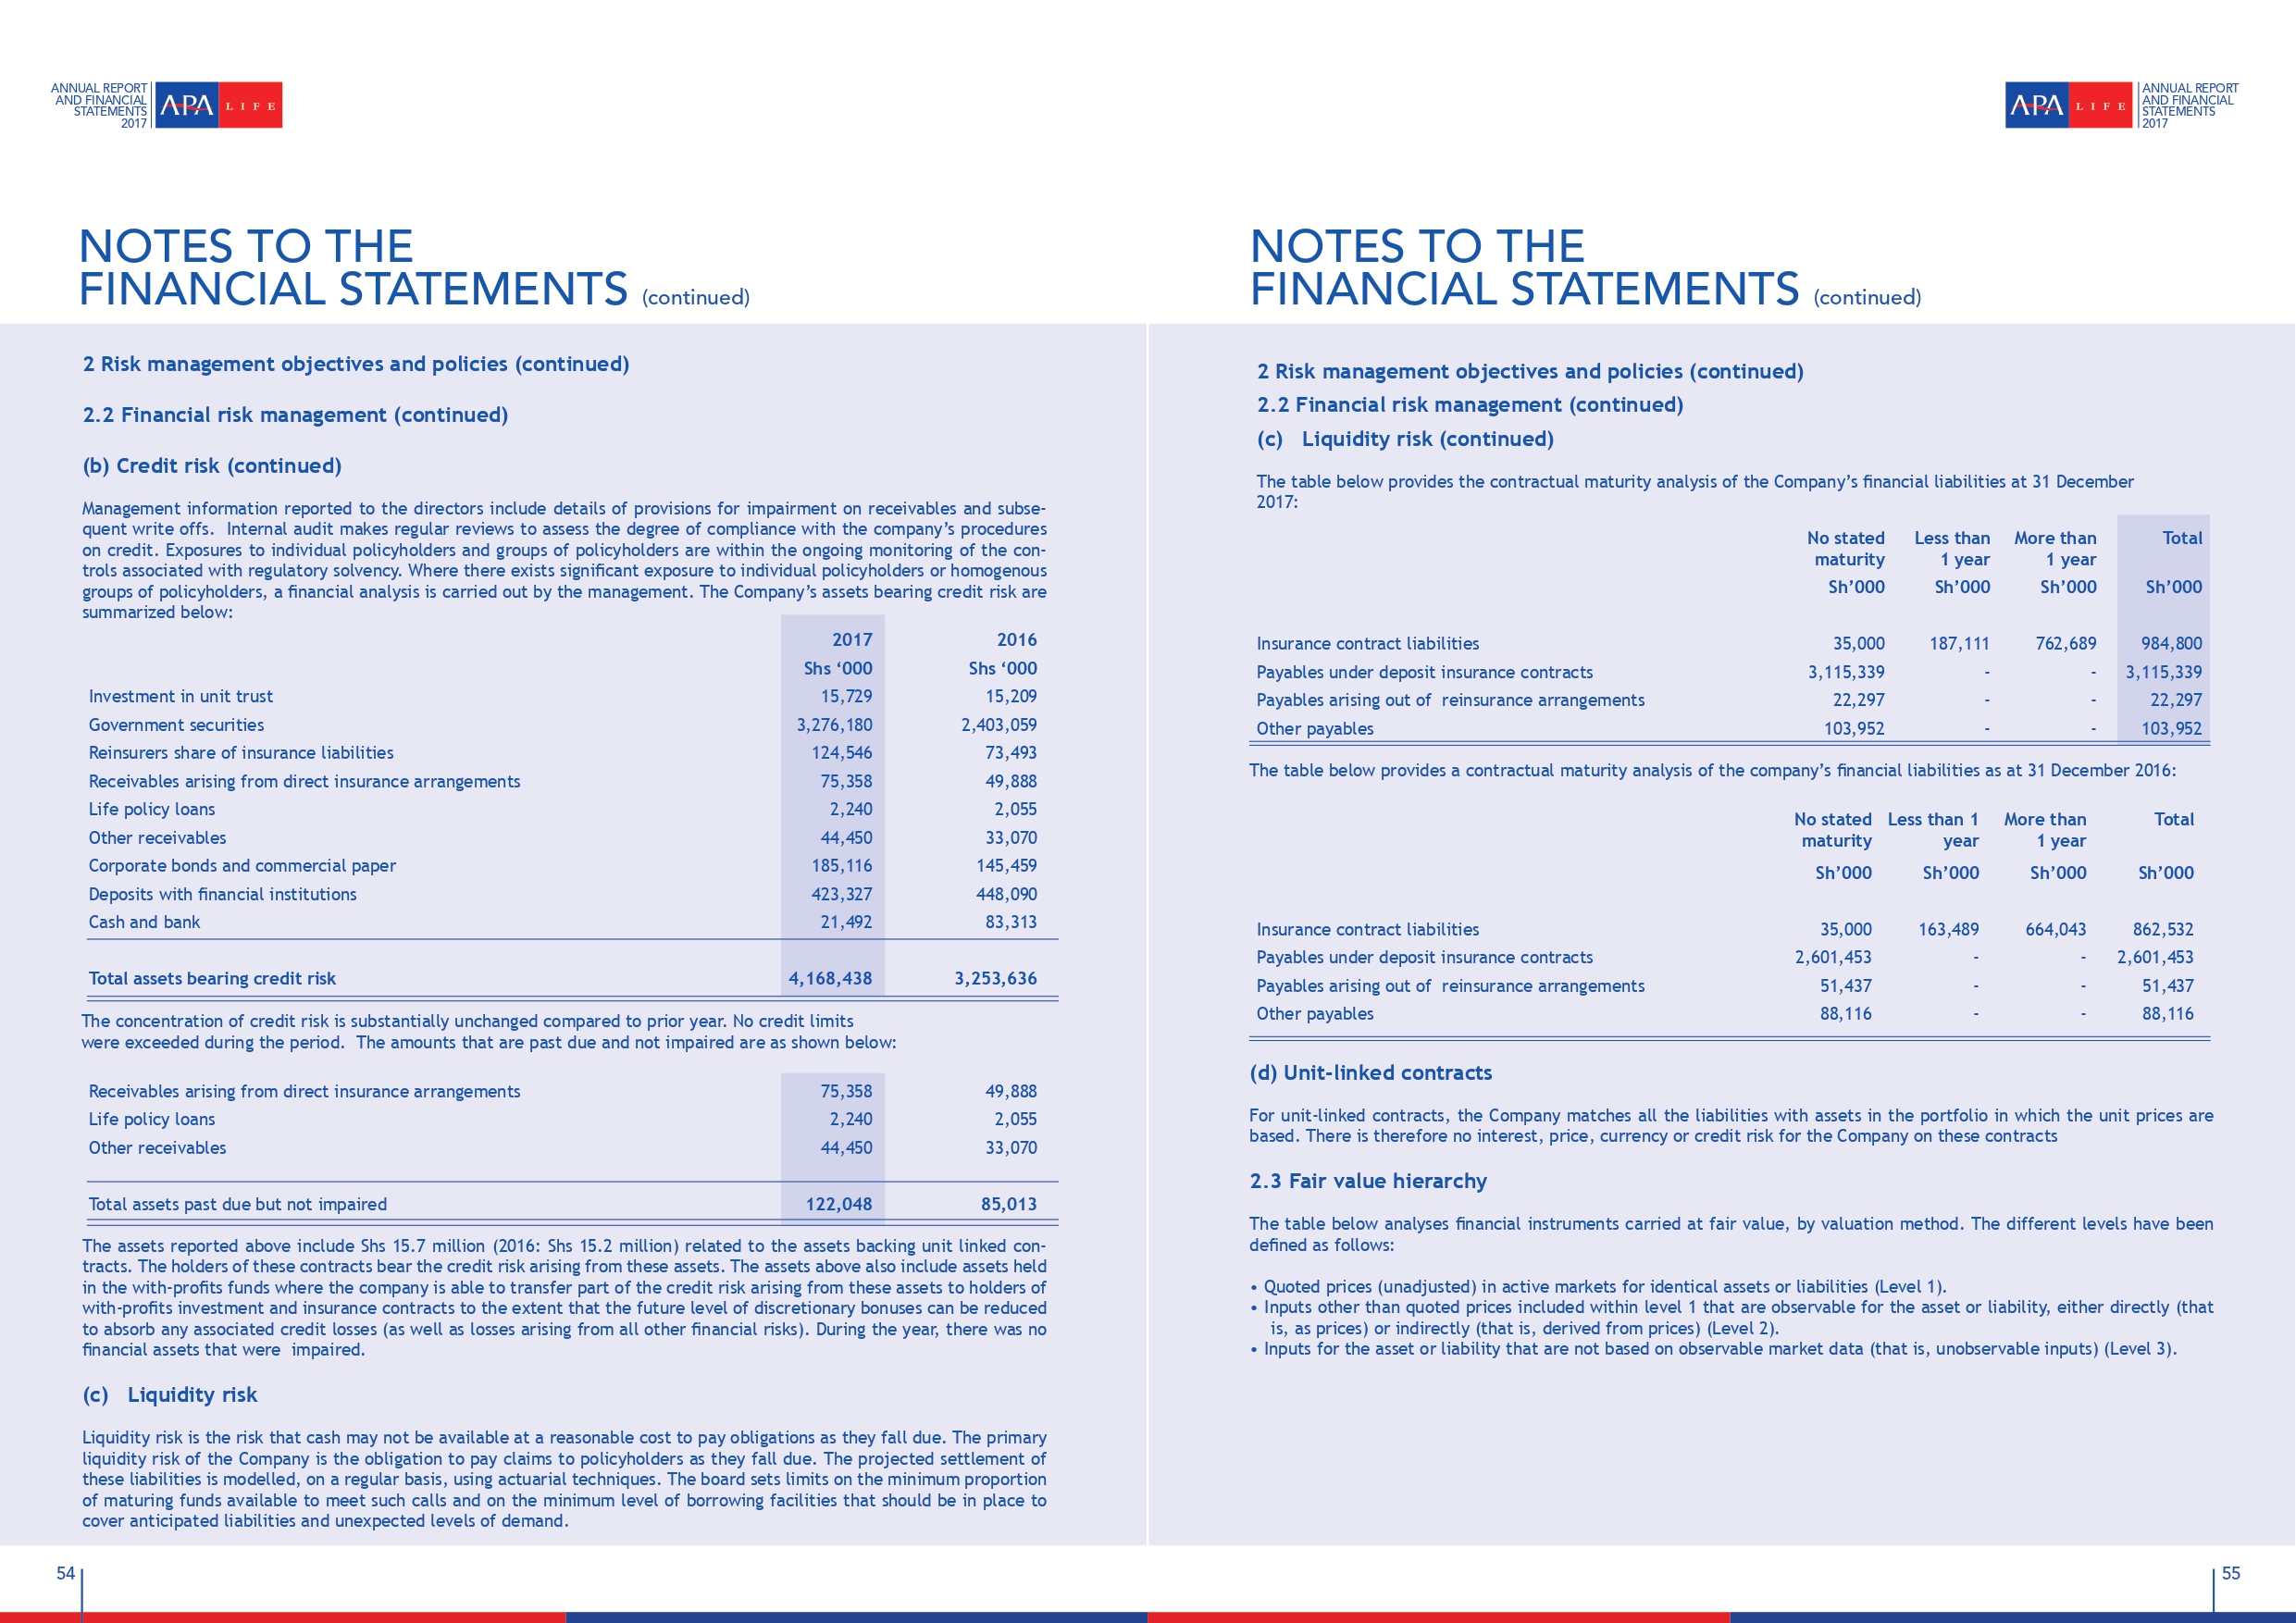 ANNUAL REPORT
AND FINANCIAL
STATEMENTS
2017
APA LIFE
NOTES TO THE
FINANCIAL STATEMENTS (continued)
2 Risk management objectives and policies (continued)
2.2 Financial risk management (continued)
(b) Credit risk (continued)
Management information reported to the directors include details of provisions for impairment on receivables and subse-
quent write offs.  Internal audit makes regular reviews to assess the degree of compliance with the company’s procedures
on credit. Exposures to individual policyholders and groups of policyholders are within the ongoing monitoring of the con-
trols associated with regulatory solvency. Where there exists significant exposure to individual policyholders or homogenous
groups of policyholders, a financial analysis is carried out by the management. The Company’s assets bearing credit risk are
summarized below:
2017 2016
Shs ‘000 Shs ‘000
Investment in unit trust 15,729 15,209
Government securities 3,276,180 2,403,059
Reinsurers share of insurance liabilities 124,546 73,493
Receivables arising from direct insurance arrangements 75,358 49,888
Life policy loans 2,240 2,055
Other receivables 44,450 33,070
Corporate bonds and commercial paper 185,116 145,459
Deposits with financial institutions 423,327 448,090
Cash and bank 21,492 83,313
Total assets bearing credit risk 4,168,438 3,253,636
The concentration of credit risk is substantially unchanged compared to prior year. No credit limits
were exceeded during the period.  The amounts that are past due and not impaired are as shown below:
Receivables arising from direct insurance arrangements 75,358 49,888
Life policy loans 2,240 2,055
Other receivables 44,450 33,070
Total assets past due but not impaired 122,048 85,013
The assets reported above include Shs 15.7 million (2016: Shs 15.2 million) related to the assets backing unit linked con-
tracts. The holders of these contracts bear the credit risk arising from these assets. The assets above also include assets held
in the with-profits funds where the company is able to transfer part of the credit risk arising from these assets to holders of
with-profits investment and insurance contracts to the extent that the future level of discretionary bonuses can be reduced
to absorb any associated credit losses (as well as losses arising from all other financial risks). During the year, there was no
financial assets that were  impaired.
(c) Liquidity risk
Liquidity risk is the risk that cash may not be available at a reasonable cost to pay obligations as they fall due. The primary
liquidity risk of the Company is the obligation to pay claims to policyholders as they fall due. The projected settlement of
these liabilities is modelled, on a regular basis, using actuarial techniques. The board sets limits on the minimum proportion
of maturing funds available to meet such calls and on the minimum level of borrowing facilities that should be in place to
cover anticipated liabilities and unexpected levels of demand.
54
APA LIFE
ANNUAL REPORT
AND FINANCIAL
STATEMENTS
2017
NOTES TO THE
FINANCIAL STATEMENTS (continued)
2 Risk management objectives and policies (continued)
2.2 Financial risk management (continued)
(c) Liquidity risk (continued)
The table below provides the contractual maturity analysis of the Company’s financial liabilities at 31 December
2017:
No stated Less than More than Total
maturity 1 year 1 year
Sh’000 Sh’000 Sh’000 Sh’000
Insurance contract liabilities 35,000 187,111 762,689 984,800
Payables under deposit insurance contracts 3,115,339 - - 3,115,339
Payables arising out of  reinsurance arrangements 22,297 - - 22,297
Other payables 103,952 - - 103,952
The table below provides a contractual maturity analysis of the company’s financial liabilities as at 31 December 2016:
No stated Less than 1 More than Total
maturity year 1 year
Sh’000 Sh’000 Sh’000 Sh’000
Insurance contract liabilities 35,000 163,489 664,043 862,532
Payables under deposit insurance contracts 2,601,453 - - 2,601,453
Payables arising out of  reinsurance arrangements 51,437 - - 51,437
Other payables 88,116 - - 88,116
(d) Unit-linked contracts
For unit-linked contracts, the Company matches all the liabilities with assets in the portfolio in which the unit prices are
based. There is therefore no interest, price, currency or credit risk for the Company on these contracts
2.3 Fair value hierarchy
The table below analyses financial instruments carried at fair value, by valuation method. The different levels have been
defined as follows:
• Quoted prices (unadjusted) in active markets for identical assets or liabilities (Level 1).
• Inputs other than quoted prices included within level 1 that are observable for the asset or liability, either directly (that
is, as prices) or indirectly (that is, derived from prices) (Level 2).
• Inputs for the asset or liability that are not based on observable market data (that is, unobservable inputs) (Level 3).
55